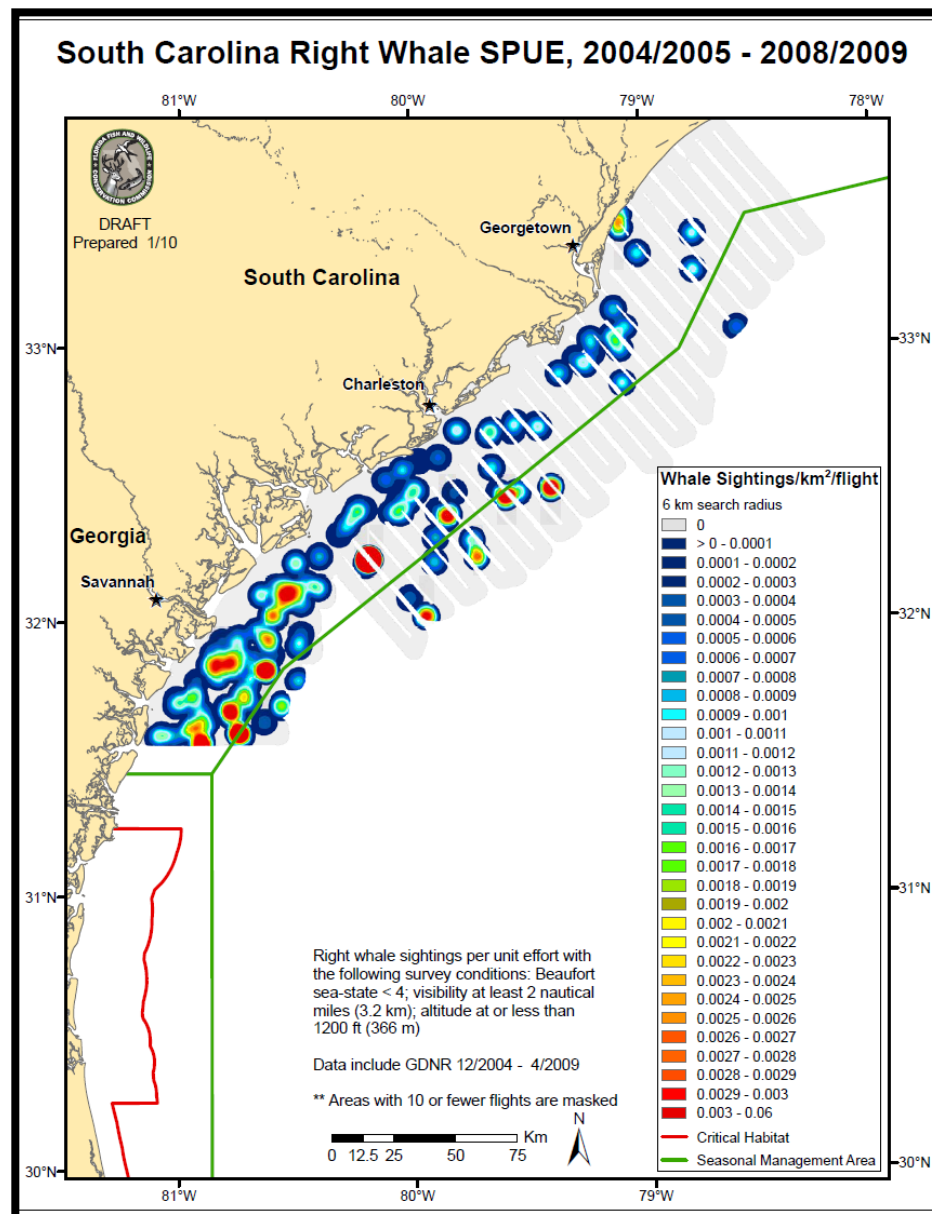 South Carolina Right Whale SPUE, 2004/2005 - 2008/2009
81°W
80°W
79°W
78°W
FLORIDA FISH AND WILDLIFE
CONSERVATION COMMISSION
DRAFT
Prepared 1/10
Georgetown
South Carolina
33°N
33°N
Charleston
Georgia
Savannah
32°N
32°N
31°N
31°N
30°N
30°N
Whale Sightings/km²/flight
6 km search radius
0
> 0 - 0.0001
0.0001 - 0.0002
0.0002 - 0.0003
0.0003 - 0.0004
0.0004 - 0.0005
0.0005 - 0.0006
0.0006 - 0.0007
0.0007 - 0.0008
0.0008 - 0.0009
0.0009 - 0.001
0.001 - 0.0011
0.0011 - 0.0012
0.0012 - 0.0013
0.0013 - 0.0014
0.0014 - 0.0015
0.0015 - 0.0016
0.0016 - 0.0017
0.0017 - 0.0018
0.0018 - 0.0019
0.0019 - 0.002
0.002 - 0.0021
0.0021 - 0.0022
0.0022 - 0.0023
0.0023 - 0.0024
0.0024 - 0.0025
0.0025 - 0.0026
0.0026 - 0.0027
0.0027 - 0.0028
0.0028 - 0.0029
0.0029 - 0.003
0.003 - 0.06
Critical Habitat
Seasonal Management Area
Right whale sightings per unit effort with
the following survey conditions: Beaufort
sea-state < 4; visibility at least 2 nautical
miles (3.2 km); altitude at or less than
1200 ft (366 m)
Data include GDNR 12/2004 - 4/2009
** Areas with 10 or fewer flights are masked
N
Km
0 12.5 25 50 75
81°W
80°W
79°W